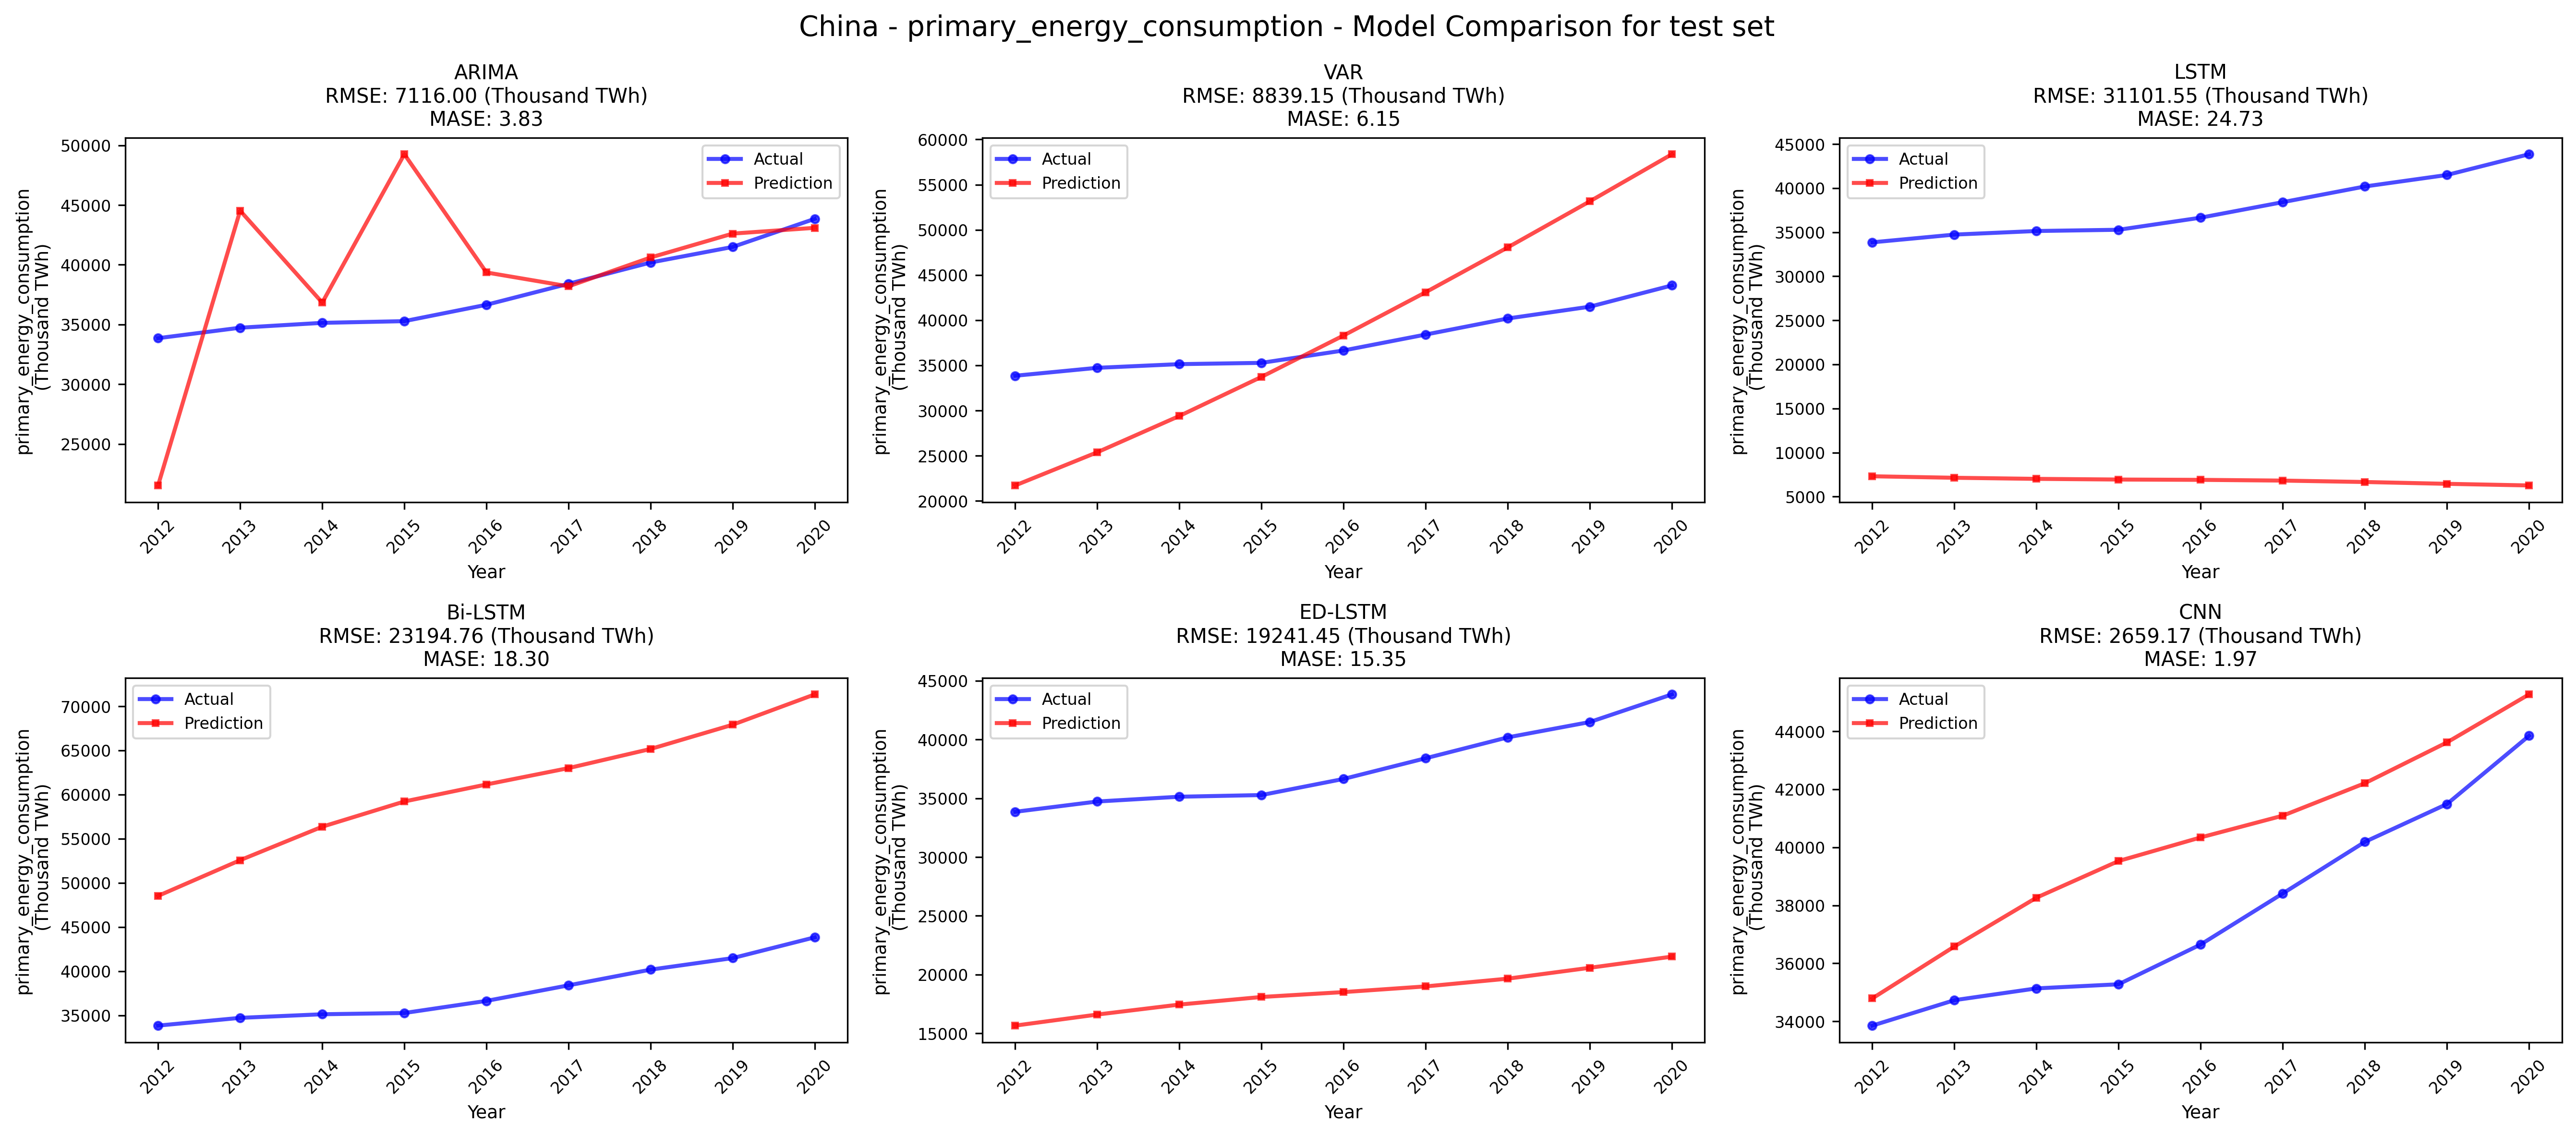 China - primary_energy_consumption - Model Comparison for test set
ARIMA
RMSE: 7116.00 (Thousand TWh)
MASE: 3.83
primary_energy_consumption
(Thousand TWh)
50000
45000
40000
35000
30000
25000
Actual
Prediction
2012
2013
2014
2015
2016
2017
2018
2019
2020
Year
VAR
RMSE: 8839.15 (Thousand TWh)
MASE: 6.15
primary_energy_consumption
(Thousand TWh)
60000
55000
50000
45000
40000
35000
30000
25000
20000
Actual
Prediction
2012
2013
2014
2015
2016
2017
2018
2019
2020
Year
LSTM
RMSE: 31101.55 (Thousand TWh)
MASE: 24.73
primary_energy_consumption
(Thousand TWh)
45000
40000
35000
30000
25000
20000
15000
10000
5000
Actual
Prediction
2012
2013
2014
2015
2016
2017
2018
2019
2020
Year
Bi-LSTM
RMSE: 23194.76 (Thousand TWh)
MASE: 18.30
primary_energy_consumption
(Thousand TWh)
70000
65000
60000
55000
50000
45000
40000
35000
Actual
Prediction
2012
2013
2014
2015
2016
2017
2018
2019
2020
Year
ED-LSTM
RMSE: 19241.45 (Thousand TWh)
MASE: 15.35
primary_energy_consumption
(Thousand TWh)
45000
40000
35000
30000
25000
20000
15000
Actual
Prediction
2012
2013
2014
2015
2016
2017
2018
2019
2020
Year
CNN
RMSE: 2659.17 (Thousand TWh)
MASE: 1.97
primary_energy_consumption
(Thousand TWh)
44000
42000
40000
38000
36000
34000
Actual
Prediction
2012
2013
2014
2015
2016
2017
2018
2019
2020
Year